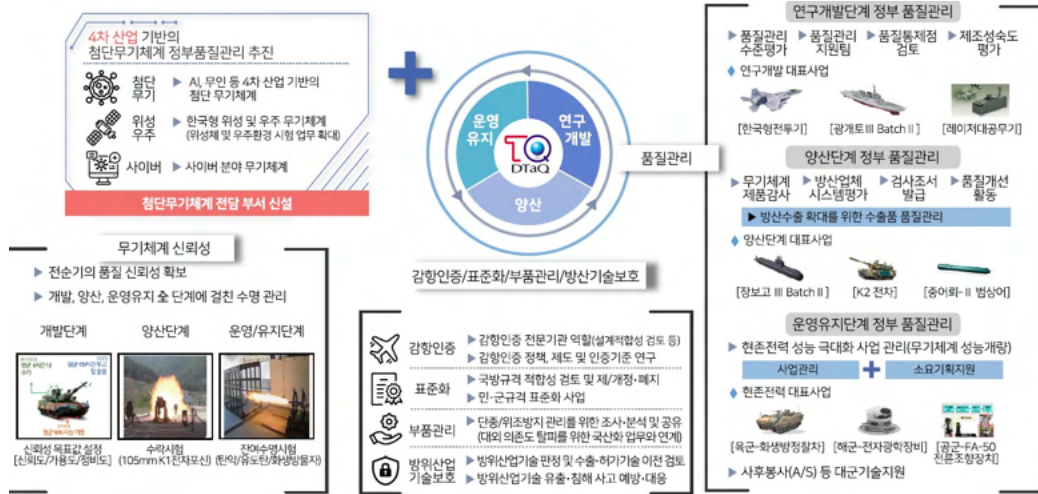 4차 산업 기반의
첨단무기체계 정부품질관리 추진
첨단
무기
▶ AI, 무인 등 4차 산업 기반의
첨단 무기체계
위성
우주
▶ 한국형 위성 및 우주 무기체계
(위성체 및 우주환경 시험 업무 확대)
사이버
▶ 사이버 분야 무기체계
첨단무기체계 전담 부서 신설
운영
유지
연구
개발
양산
DTaQ
품질관리
감항인증/표준화/부품관리/방산기술보호
무기체계 신뢰성
▶ 전순기의 품질 신뢰성 확보
▶ 개발, 양산, 운영유지 全 단계에 걸친 수명 관리
개발단계
양산단계
운영/유지단계
신뢰성 목표값 설정
[신뢰도/가용도/정비도]
수락시험
(105mm K1전차포신)
잔여수명시험
(탄약/유도탄/화생방물자)
감항인증
▶ 감항인증 전문기관 역할(설계적합성 검토 등)
▶ 감항인증 정책, 제도 및 인증기준 연구
표준화
▶ 국방규격 적합성 검토 및 제/개정·폐지
▶ 민·군규격 표준화 사업
부품관리
▶ 단종/위조방지 관리를 위한 조사·분석 및 공유
(대외 의존도 탈피를 위한 국산화 업무와 연계)
방위산업
기술보호
▶ 방위산업기술 판정 및 수출·허가기술 이전 검토
▶ 방위산업기술 유출·침해 사고 예방·대응
연구개발단계 정부 품질관리
▶ 품질관리
수준평가
▶ 품질관리
지원팀
▶ 품질통제점
검토
▶ 제조성숙도
평가
♦ 연구개발 대표사업
[한국형전투기]
[광개토Ⅲ Batch Ⅱ]
[레이저대공무기]
양산단계 정부 품질관리
▶ 무기체계
제품감사
▶ 방산업체
시스템평가
▶ 검사조서
발급
▶ 품질개선
활동
▶ 방산수출 확대를 위한 수출품 품질관리
♦ 양산단계 대표사업
[장보고 Ⅲ Batch Ⅱ]
[K2 전차]
[중어뢰-Ⅱ 범상어]
운영유지단계 정부 품질관리
▶ 현존전력 성능 극대화 사업 관리(무기체계 성능개량)
사업관리
소요기획지원
♦ 현존전력 대표사업
[육군-화생방정찰차]
[해군-전자광학장비]
[공군-FA-50
전륜조향장치]
▶ 사후봉사(A/S) 등 대군기술지원